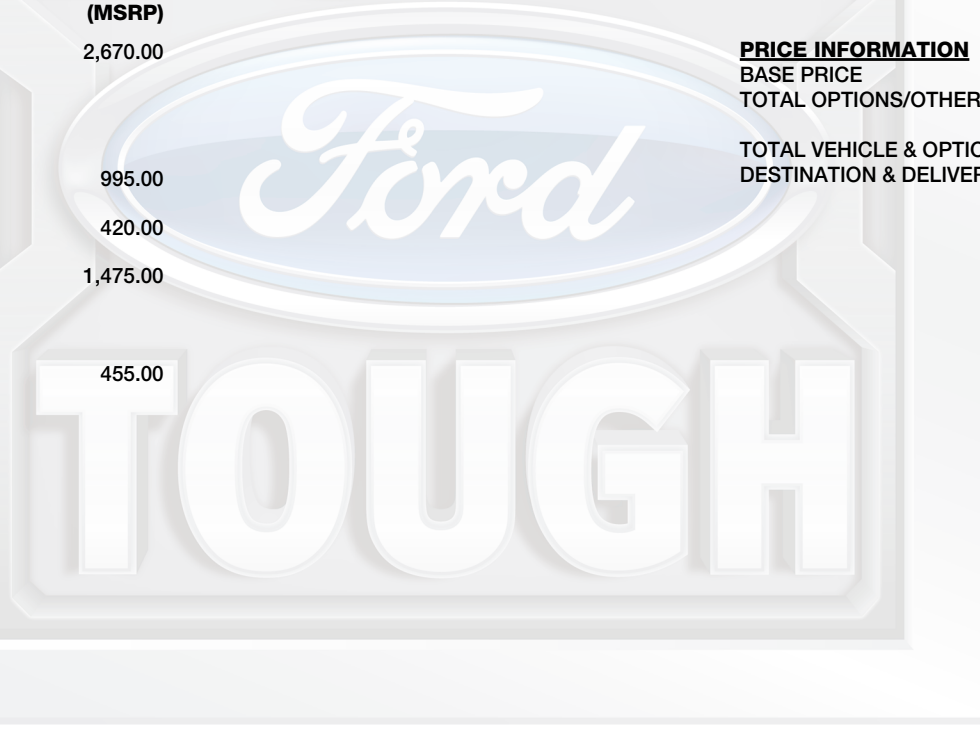 (MSRP)
2,670.00
995.00
420.00
1,475.00
455.00
PRICE INFORMATION
BASE PRICE
TOTAL OPTIONS/OTHER
TOTAL VEHICLE & OPTIO
DESTINATION & DELIVER
Ford
TOUGH